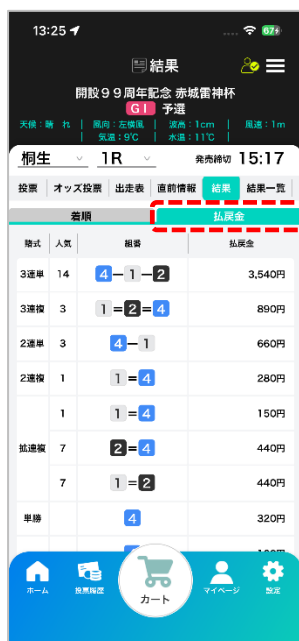 13:25
67
結果
開設９９周年記念 赤城雷神杯
GⅠ 予選
天候：晴 れ | 風向：左横風 | 波高：1cm | 風速：1m
気温：9℃ | 水温：11℃
桐生 1R 発売締切 15:17
投票 オッズ投票 出走表 直前情報 結果 結果一覧
着順 払戻金
賭式 人気 組番 払戻金
3連単 14 4－1－2 3,540円
3連複 3 1＝2＝4 890円
2連単 3 4－1 660円
2連複 1 1＝4 280円
1 1＝4 150円
拡連複 7 2＝4 440円
7 1＝2 440円
単勝 4 320円
ホーム 投票履歴 カート マイページ 設定